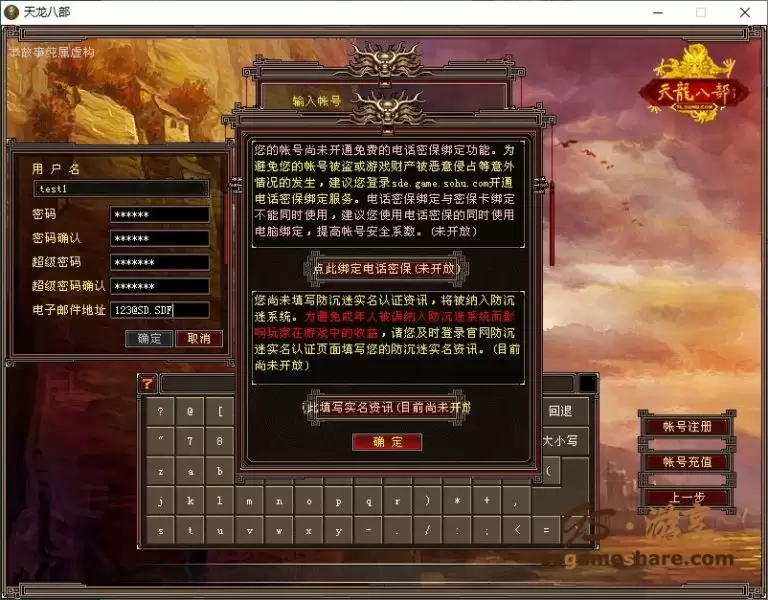 天龙八部
本故事纯属虚构
天龍八部
TL.SOHU.COM
输入帐号
用户名
test1
密码
******
密码确认
******
超级密码
*******
超级密码确认
*******
电子邮件地址
123@SD.SDF
确定
取消
您的帐号尚未开通免费的电话密保绑定功能。为
避免您的帐号被盗或游戏财产被恶意侵占等意外
情况的发生，建议您登录sde.game.sohu.com开通
电话密保绑定服务。电话密保绑定与密保卡绑定
不能同时使用，建议您使用电话密保的同时使用
电脑绑定，提高帐号安全系数。(未开放)
点此绑定电话密保(未开放)
您尚未填写防沉迷实名认证资讯，将被纳入防沉
迷系统。为避免成年人被误纳入防沉迷系统而影
响玩家在游戏中的收益，请您及时登录官网防沉
迷实名认证页面填写您的防沉迷实名资讯。(目前
尚未开放)
此填写实名资讯(目前尚未开放
确定
?
? @ [
回退
“ 7 8
大小写
z a b
(
j k l m n o p q r ) * + ,
s t u v w x y - . / : ; < =
帐号注册
帐号充值
上一步
gameshare.com